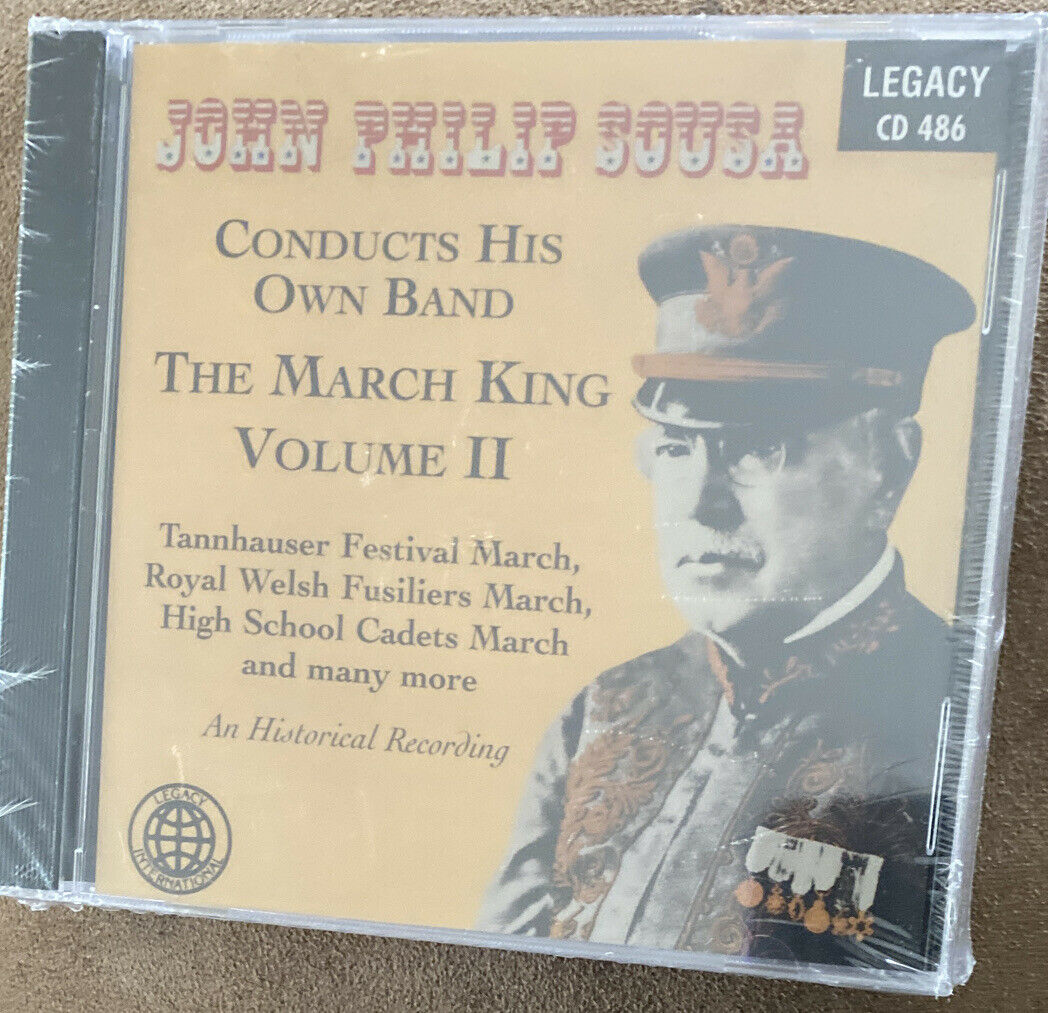 LEGACY
CD 486
JOHN PHILIP SOUSA
CONDUCTS HIS
OWN BAND
THE MARCH KING
VOLUME II
Tannhauser Festival March,
Royal Welsh Fusiliers March,
High School Cadets March
and many more
An Historical Recording
LEGACY
INTERNATIONAL